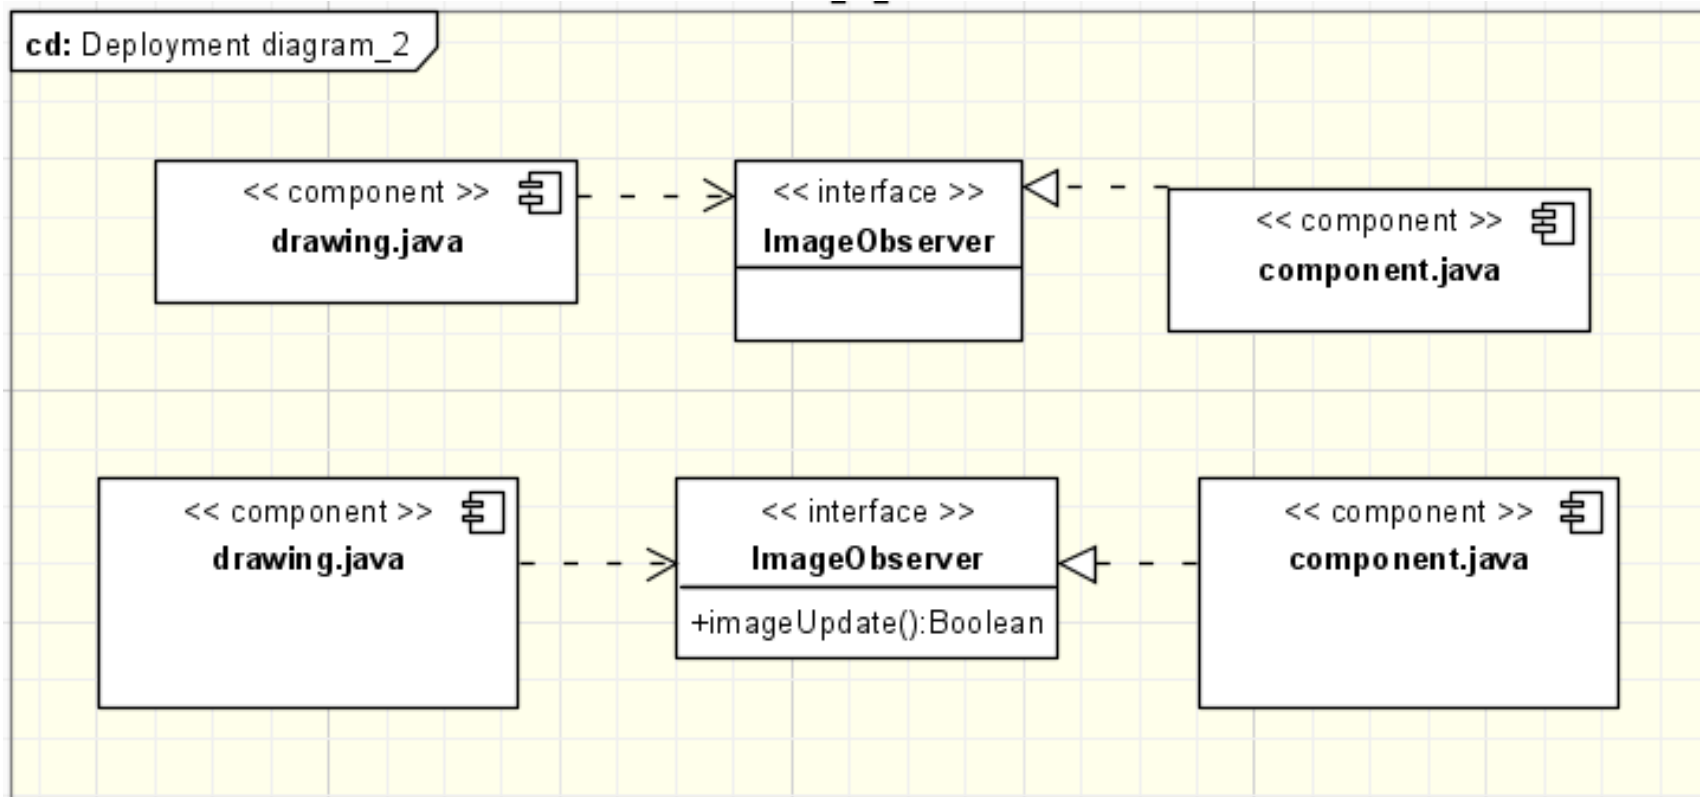 cd: Deployment diagram_2
<< component >>
drawing.java
<< interface >>
ImageObserver
<< component >>
component.java
<< component >>
drawing.java
<< interface >>
ImageObserver
+imageUpdate():Boolean
<< component >>
component.java